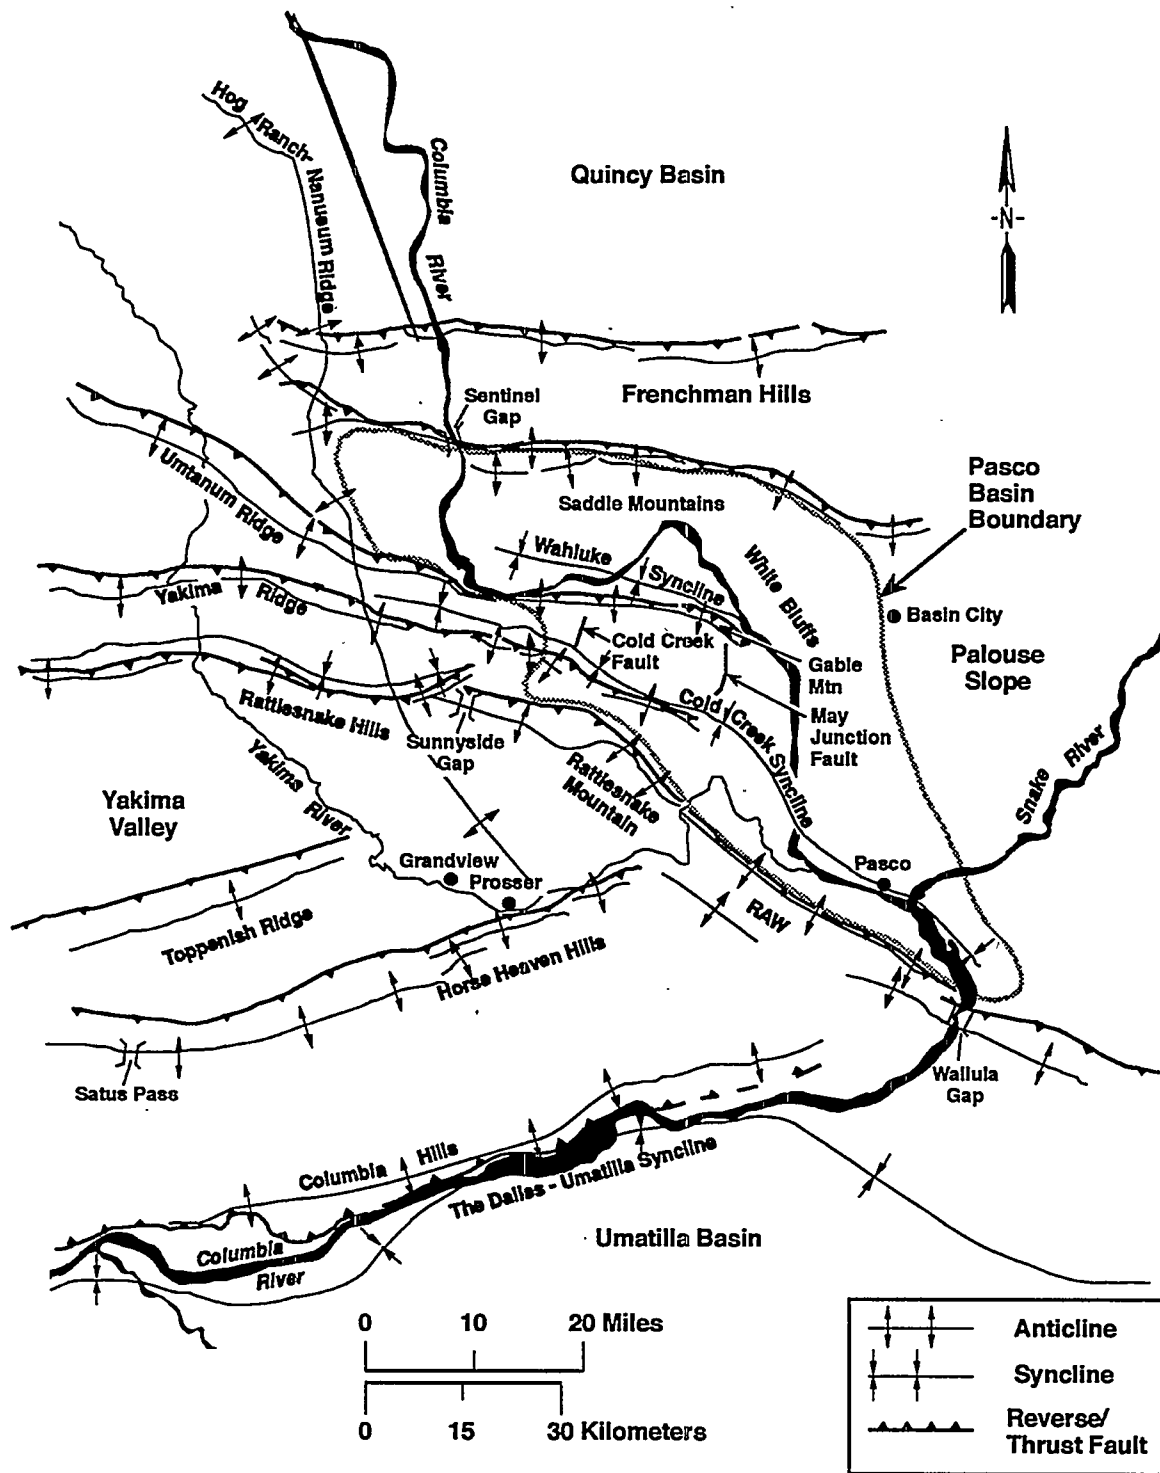 Hog Ranch-
Nanueum Ridge
Columbia
River
Quincy Basin
-N-
Sentinel
Gap
Frenchman Hills
Pasco
Basin
Boundary
Saddle Mountains
Umtanum Ridge
Wahluke
Syncline
White Bluffs
Yakima
Ridge
Cold Creek
Fault
Basin City
Palouse
Slope
Gable
Mtn
May
Junction
Fault
Cold Creek Syncline
Rattlesnake Hills
Sunnyside
Gap
Rattlesnake
Mountain
Yakims
River
Yakima
Valley
Snake
River
Grandview
Prosser
Pasco
RAW
Toppenish Ridge
Horse Heaven Hills
Satus Pass
Wallula
Gap
Columbia Hills
The Dalles - Umatilla Syncline
Columbia
River
Umatilla Basin
0 10 20 Miles
0 15 30 Kilometers
Anticline
Syncline
Reverse/
Thrust Fault